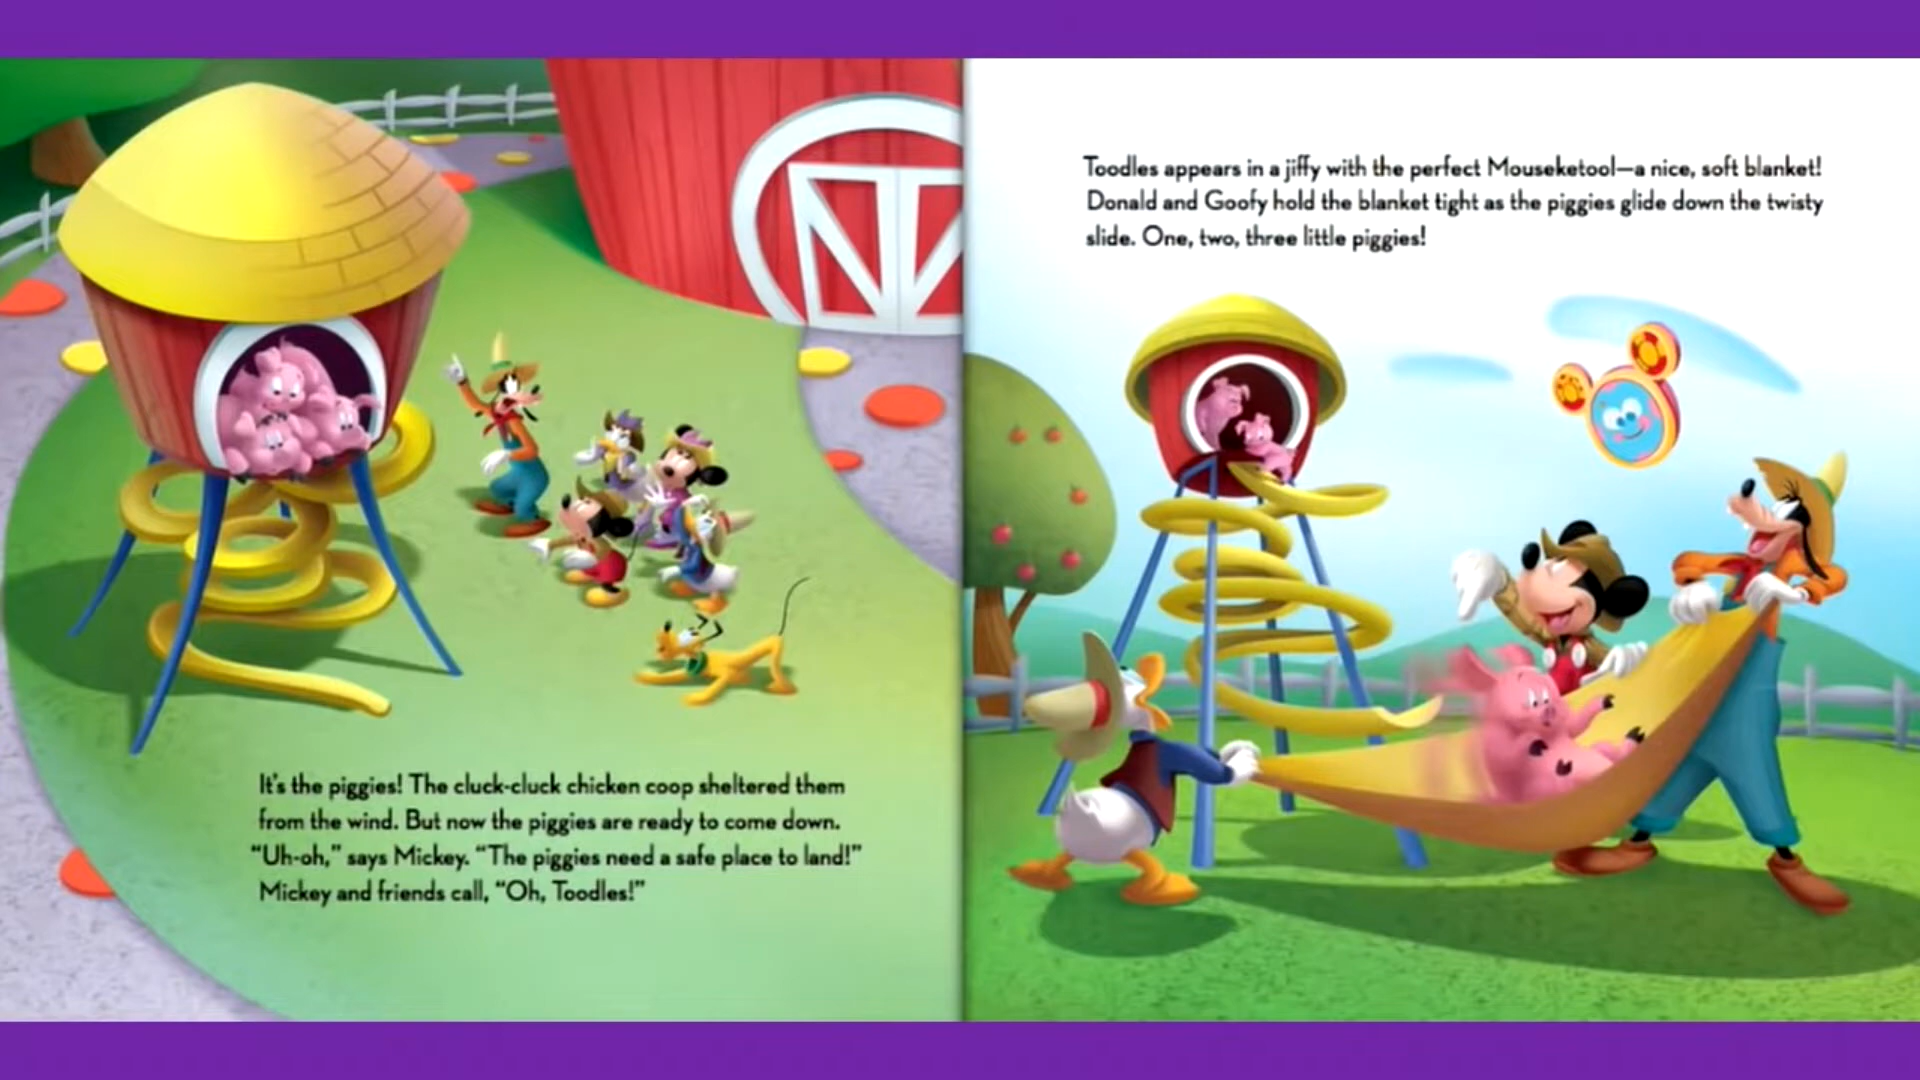 It's the piggies! The cluck-cluck chicken coop sheltered them
from the wind. But now the piggies are ready to come down.
“Uh-oh,” says Mickey. “The piggies need a safe place to land!”
Mickey and friends call, “Oh, Toodles!”
Toodles appears in a jiffy with the perfect Mouseketool—a nice, soft blanket!
Donald and Goofy hold the blanket tight as the piggies glide down the twisty
slide. One, two, three little piggies!